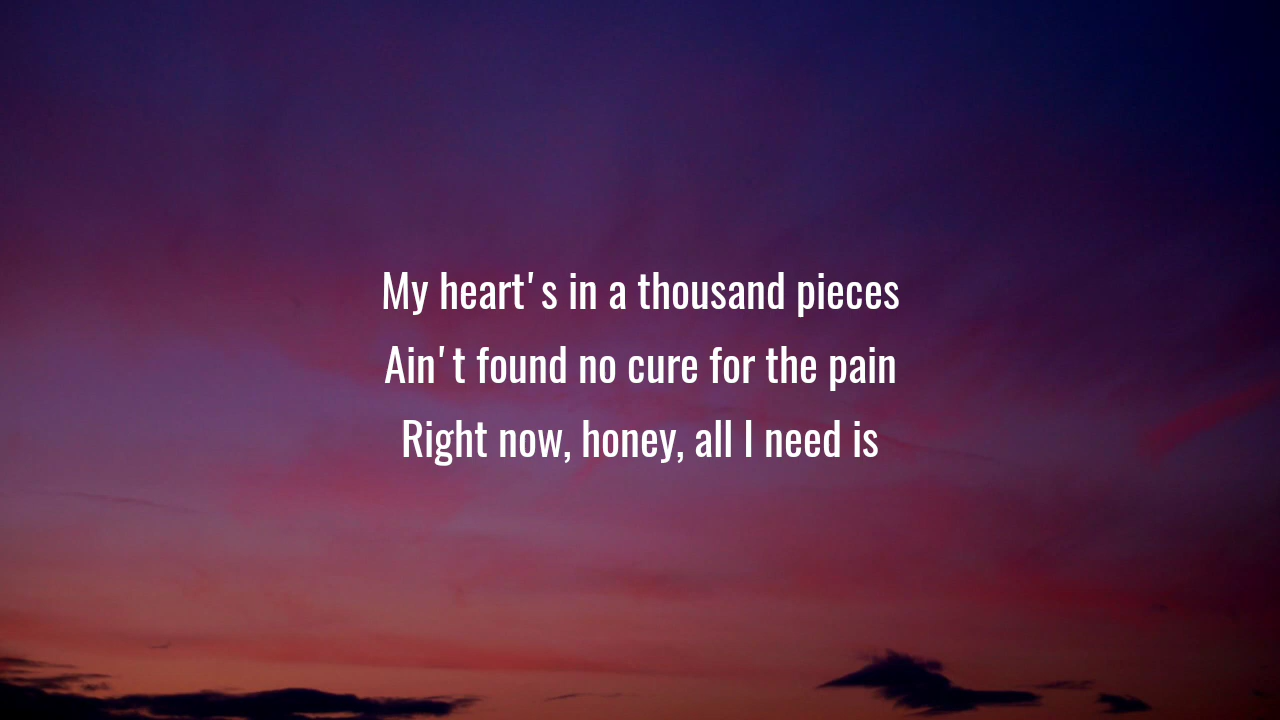 My heart's in a thousand pieces
Ain't found no cure for the pain
Right now, honey, all I need is